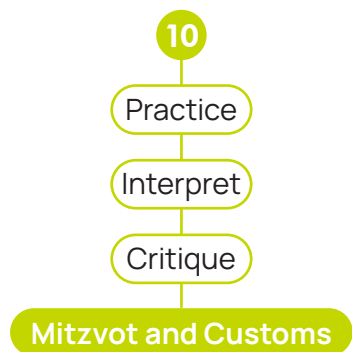 10
Practice
Interpret
Critique
Mitzvot and Customs